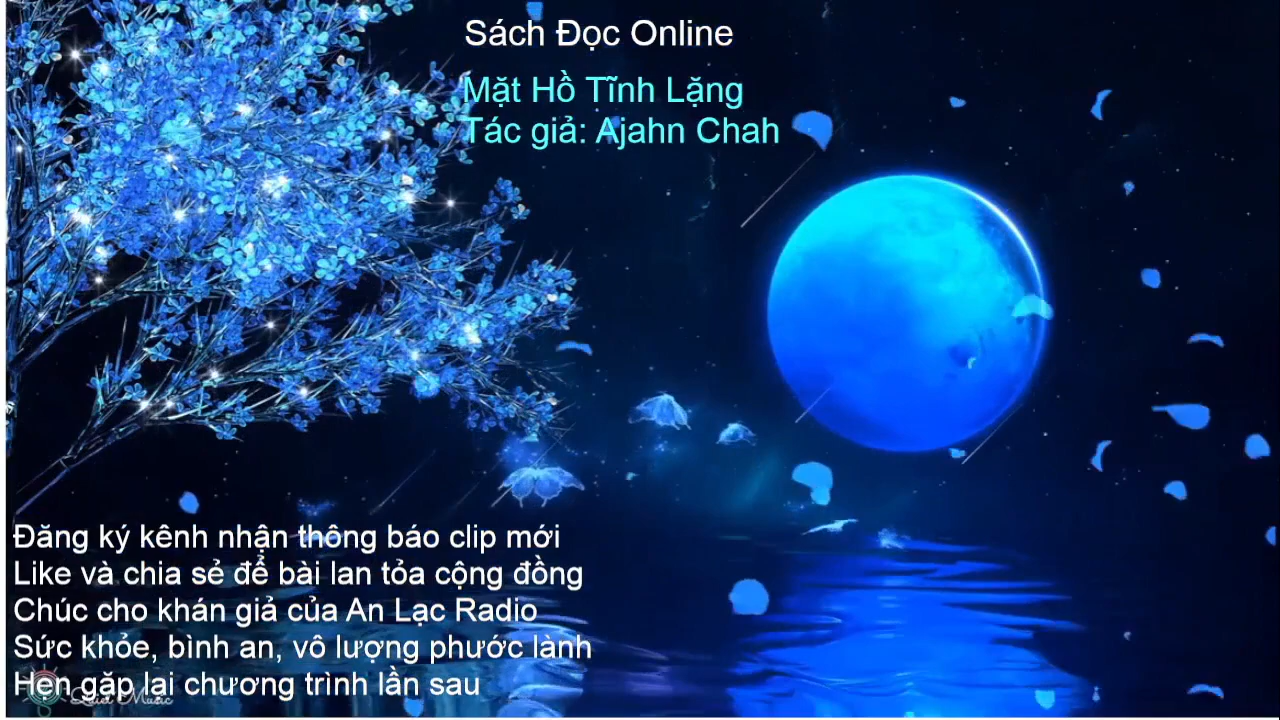 Sách Đọc Online
Mặt Hồ Tĩnh Lặng
Tác giả: Ajahn Chah
Đăng ký kênh nhận thông báo clip mới
Like và chia sẻ để bài lan tỏa cộng đồng
Chúc cho khán giả của An Lạc Radio
Sức khỏe, bình an, vô lượng phước lành
Hẹn gặp lại chương trình lần sau
Quiet Music